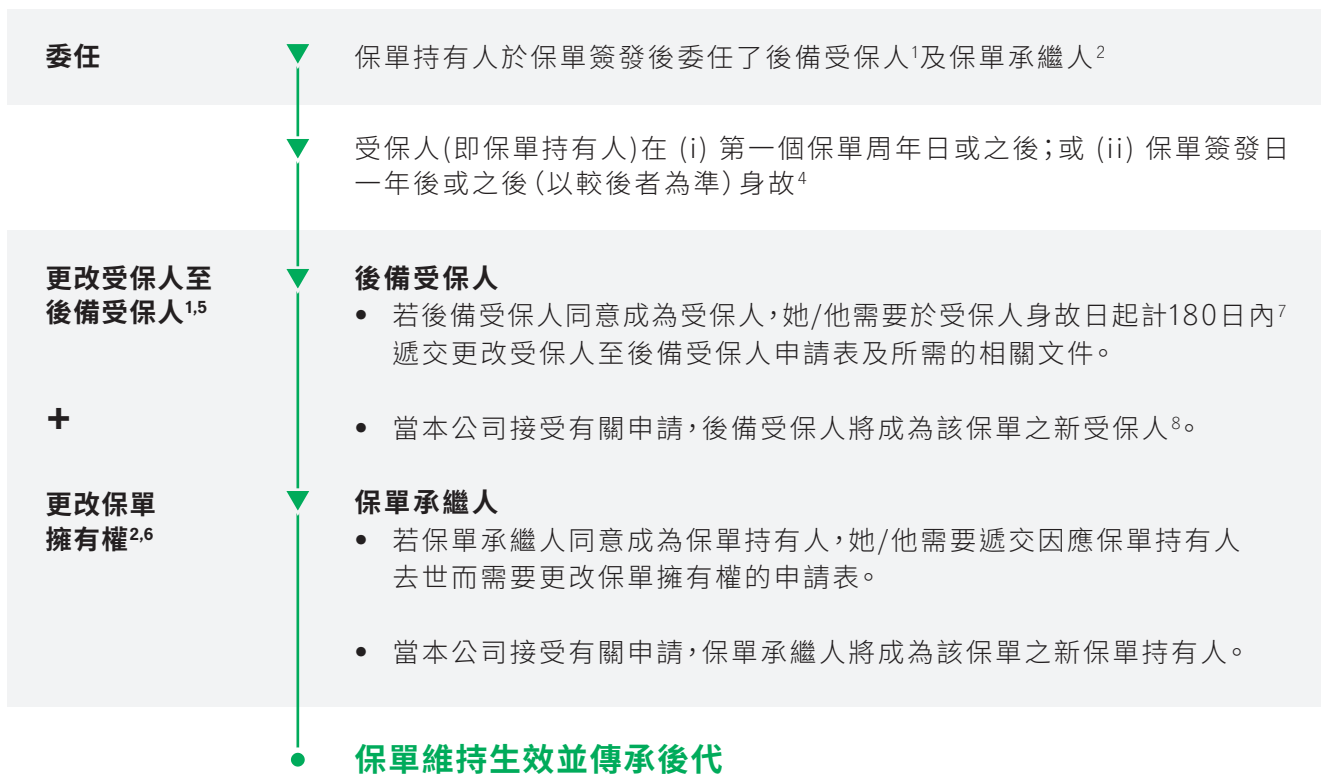 委任
保單持有人於保單簽發後委任了後備受保人¹及保單承繼人²
受保人(即保單持有人)在 (i) 第一個保單周年日或之後;或 (ii) 保單簽發日
一年後或之後(以較後者為準)身故⁴
更改受保人至
後備受保人¹,⁵
後備受保人
• 若後備受保人同意成為受保人,她/他需要於受保人身故日起計180日內⁷
遞交更改受保人至後備受保人申請表及所需的相關文件。
+
• 當本公司接受有關申請,後備受保人將成為該保單之新受保人⁸。
更改保單
擁有權²,⁶
保單承繼人
• 若保單承繼人同意成為保單持有人,她/他需要遞交因應保單持有人
去世而需要更改保單擁有權的申請表。
• 當本公司接受有關申請,保單承繼人將成為該保單之新保單持有人。
保單維持生效並傳承後代